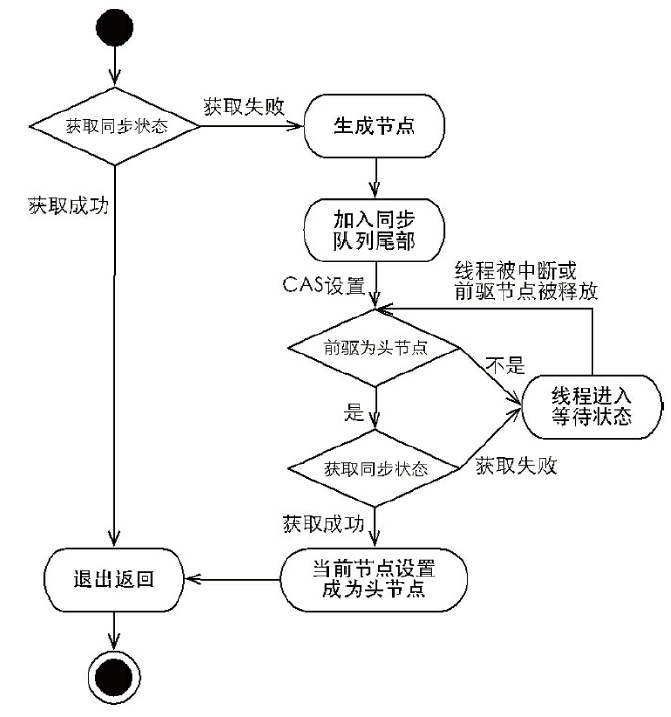 获取失败
获取同步状态
生成节点
获取成功
加入同步
队列尾部
CAS设置
线程被中断或
前驱节点被释放
前驱为头节点
不是
线程进入
等待状态
是
获取同步状态
获取失败
获取成功
退出返回
当前节点设置
成为头节点